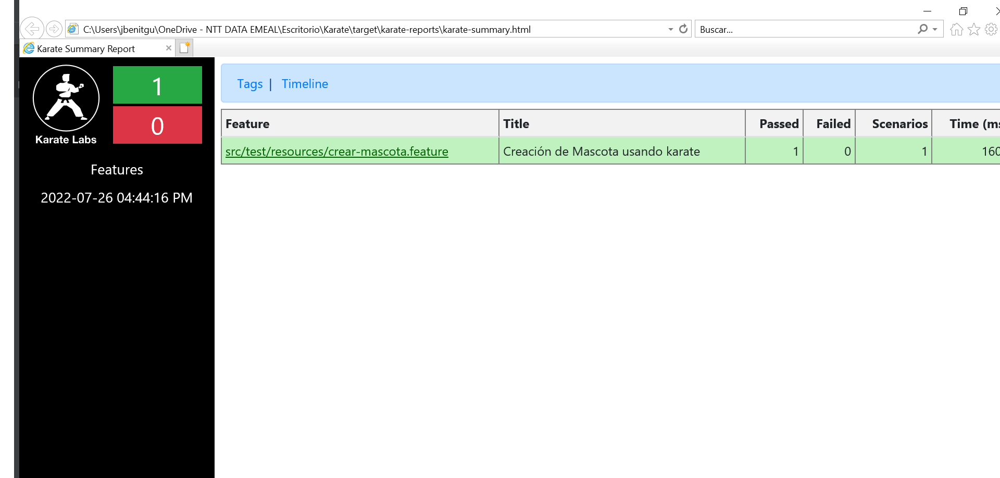 C:\Users\jbenitgu\OneDrive - NTT DATA EMEAL\Escritorio\Karate\target\karate-reports\karate-summary.html
Buscar...
Karate Summary Report
1
0
Karate Labs
Features
2022-07-26 04:44:16 PM
Tags | Timeline
Feature Title Passed Failed Scenarios Time (ms
src/test/resources/crear-mascota.feature Creación de Mascota usando karate 1 0 1 160